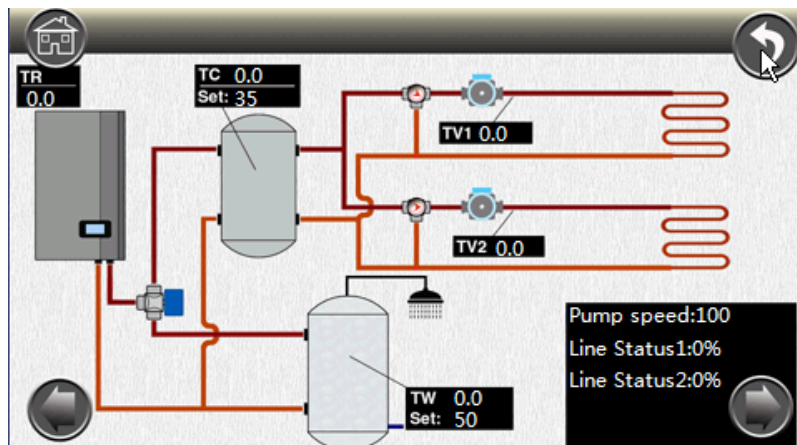 TR
0.0
TC 0.0
Set: 35
TV1 0.0
TV2 0.0
TW 0.0
Set: 50
Pump speed:100
Line Status1:0%
Line Status2:0%